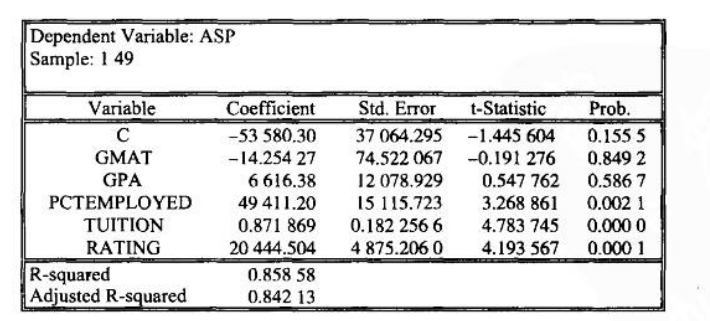 Dependent Variable: ASP
Sample: 1 49
Variable Coefficient Std. Error t-Statistic Prob.
C −53 580.30 37 064.295 −1.445 604 0.155 5
GMAT −14.254 27 74.522 067 −0.191 276 0.849 2
GPA 6 616.38 12 078.929 0.547 762 0.586 7
PCTEMPLOYED 49 411.20 15 115.723 3.268 861 0.002 1
TUITION 0.871 869 0.182 256 6 4.783 745 0.000 0
RATING 20 444.504 4 875.206 0 4.193 567 0.000 1
R-squared 0.858 58
Adjusted R-squared 0.842 13